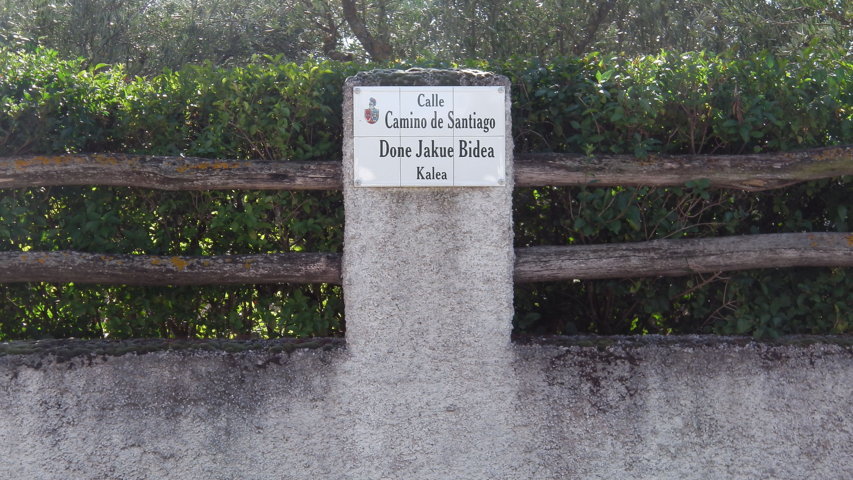 Calle
Camino de Santiago
Done Jakue Bidea
Kalea